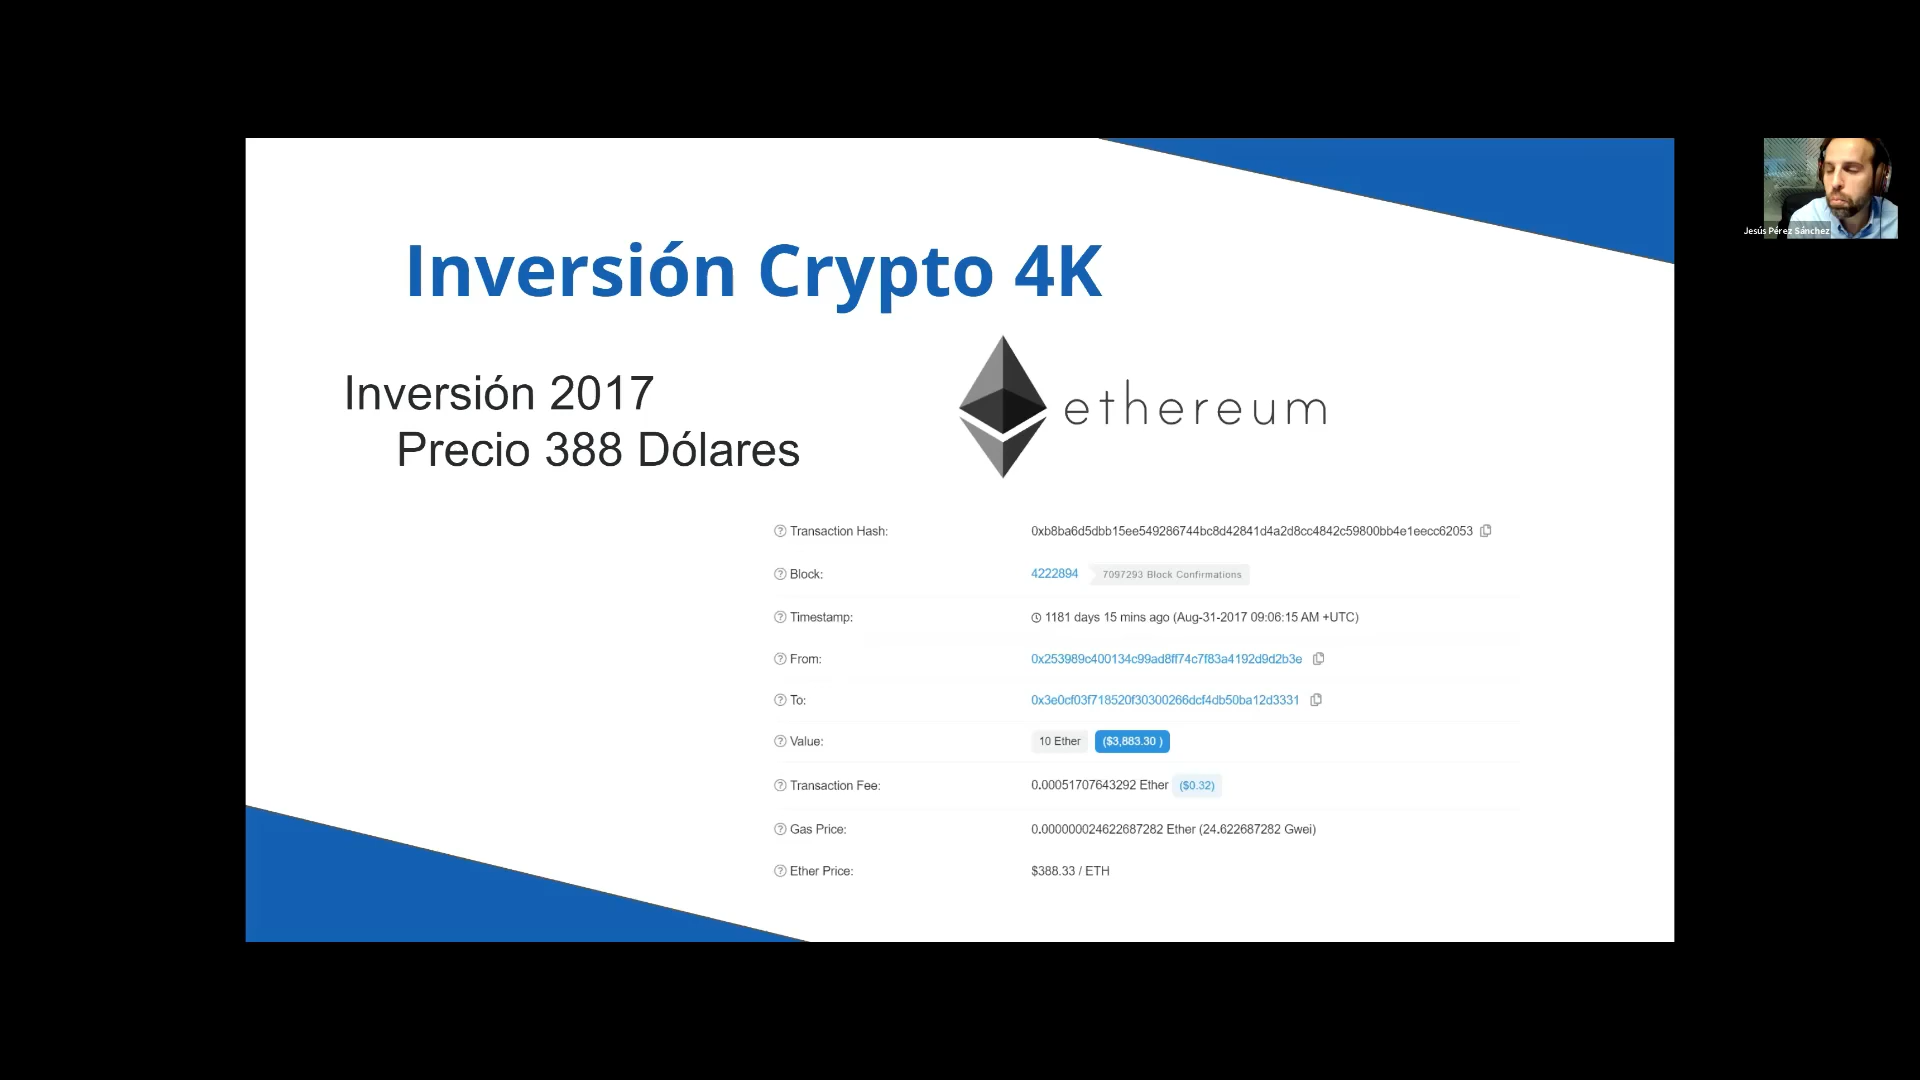 Inversión Crypto 4K
Inversión 2017
Precio 388 Dólares
ethereum
Transaction Hash: 0xb8ba6d5dbb15ee549286744bc8d42841d4a2d8cc4842c59800bb4e1eecc62053
Block: 4222894 7097293 Block Confirmations
Timestamp: 1181 days 15 mins ago (Aug-31-2017 09:06:15 AM +UTC)
From: 0x253989c400134c99ad8ff74c7f83a4192d9d2b3e
To: 0x3e0cf03f718520f30300266dcf4db50ba12d3331
Value: 10 Ether ($3,883.30 )
Transaction Fee: 0.00051707643292 Ether ($0.32)
Gas Price: 0.000000024622687282 Ether (24.622687282 Gwei)
Ether Price: $388.33 / ETH
Jesús Pérez Sánchez